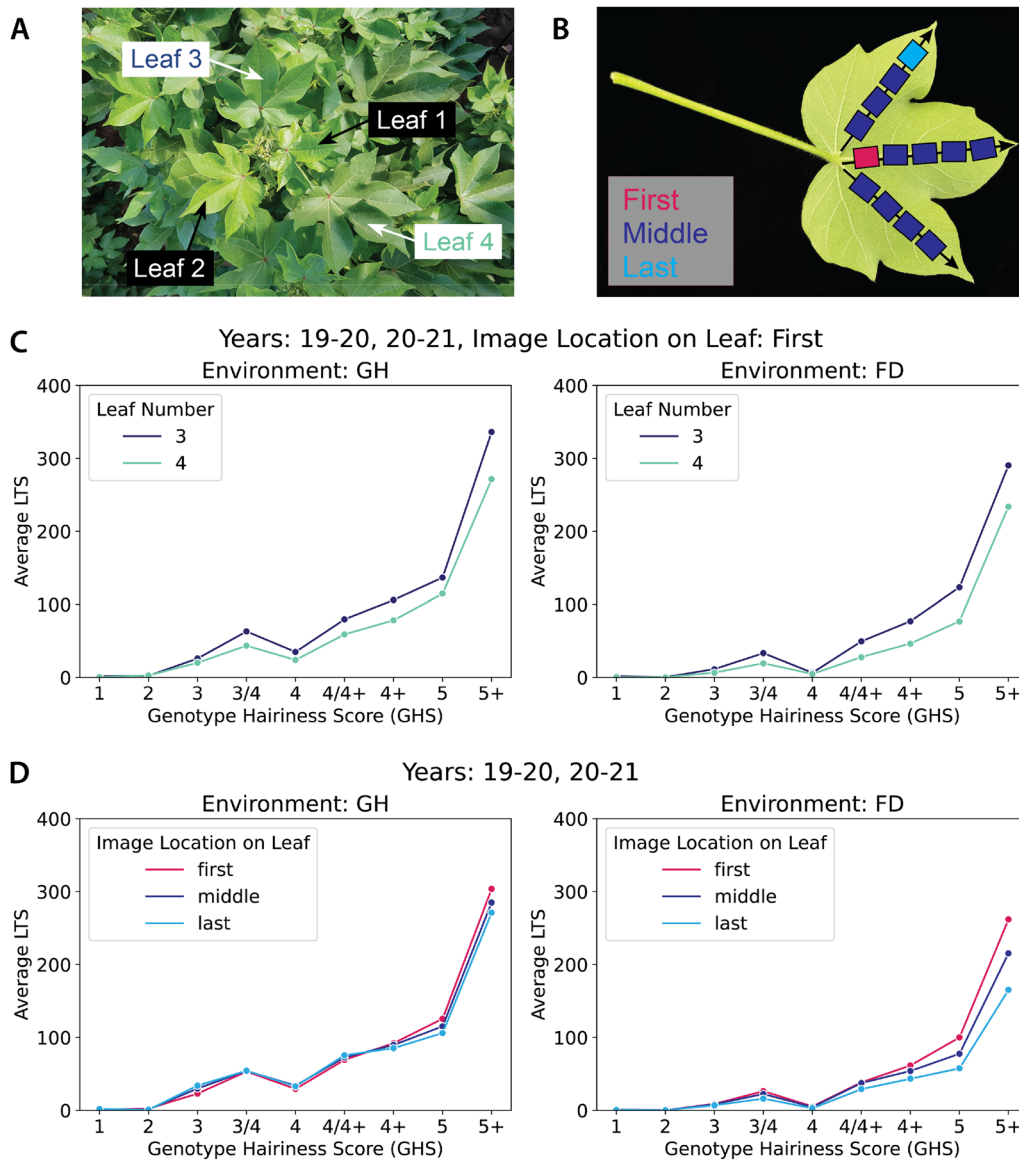 A
Leaf 3
Leaf 1
Leaf 2
Leaf 4
B
First
Middle
Last
C
Years: 19-20, 20-21, Image Location on Leaf: First
Environment: GH
400
300
200
100
0
Average LTS
Leaf Number
3
4
1 2 3 3/4 4 4/4+ 4+ 5 5+
Genotype Hairiness Score (GHS)
Environment: FD
400
300
200
100
0
Average LTS
Leaf Number
3
4
1 2 3 3/4 4 4/4+ 4+ 5 5+
Genotype Hairiness Score (GHS)
D
Years: 19-20, 20-21
Environment: GH
400
300
200
100
0
Average LTS
Image Location on Leaf
first
middle
last
1 2 3 3/4 4 4/4+ 4+ 5 5+
Genotype Hairiness Score (GHS)
Environment: FD
400
300
200
100
0
Average LTS
Image Location on Leaf
first
middle
last
1 2 3 3/4 4 4/4+ 4+ 5 5+
Genotype Hairiness Score (GHS)